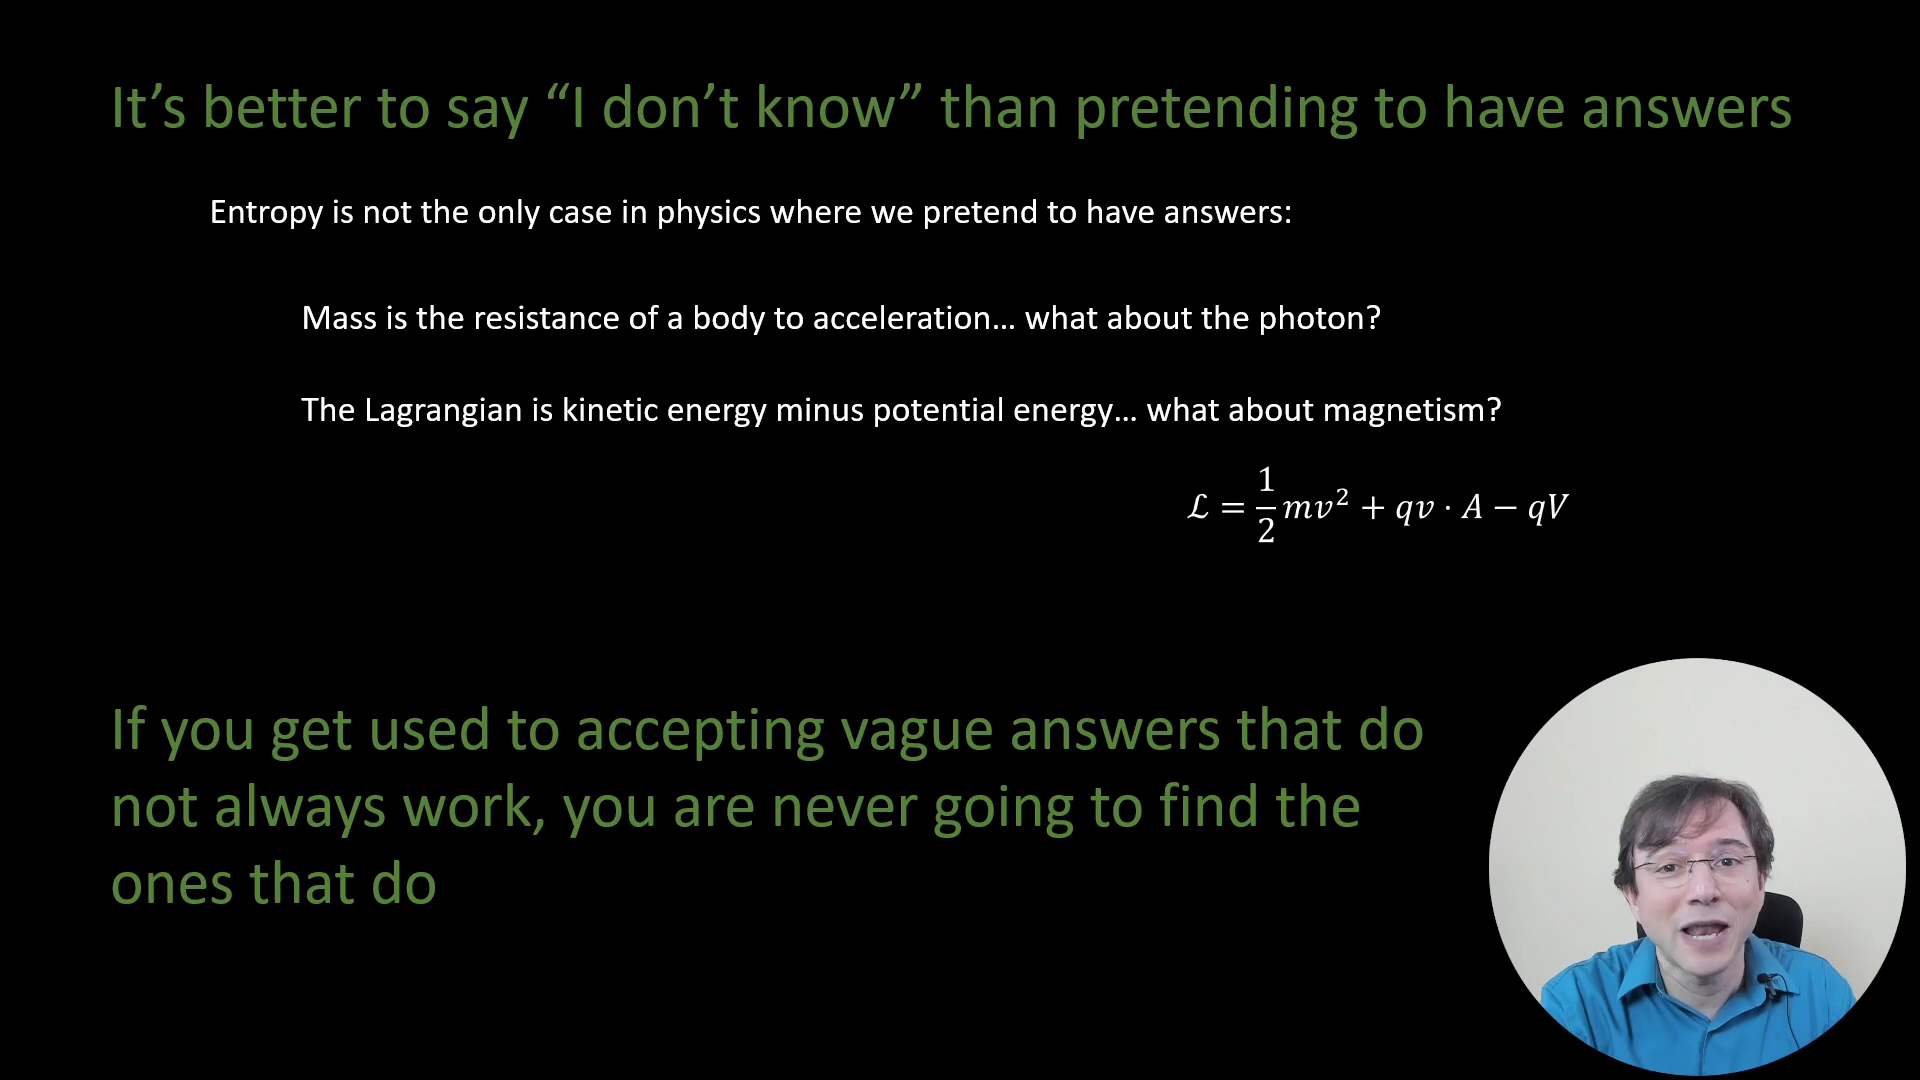 It’s better to say “I don’t know” than pretending to have answers
Entropy is not the only case in physics where we pretend to have answers:
Mass is the resistance of a body to acceleration… what about the photon?
The Lagrangian is kinetic energy minus potential energy… what about magnetism?
ℒ = 1/2 mv² + qv · A − qV
If you get used to accepting vague answers that do
not always work, you are never going to find the
ones that do